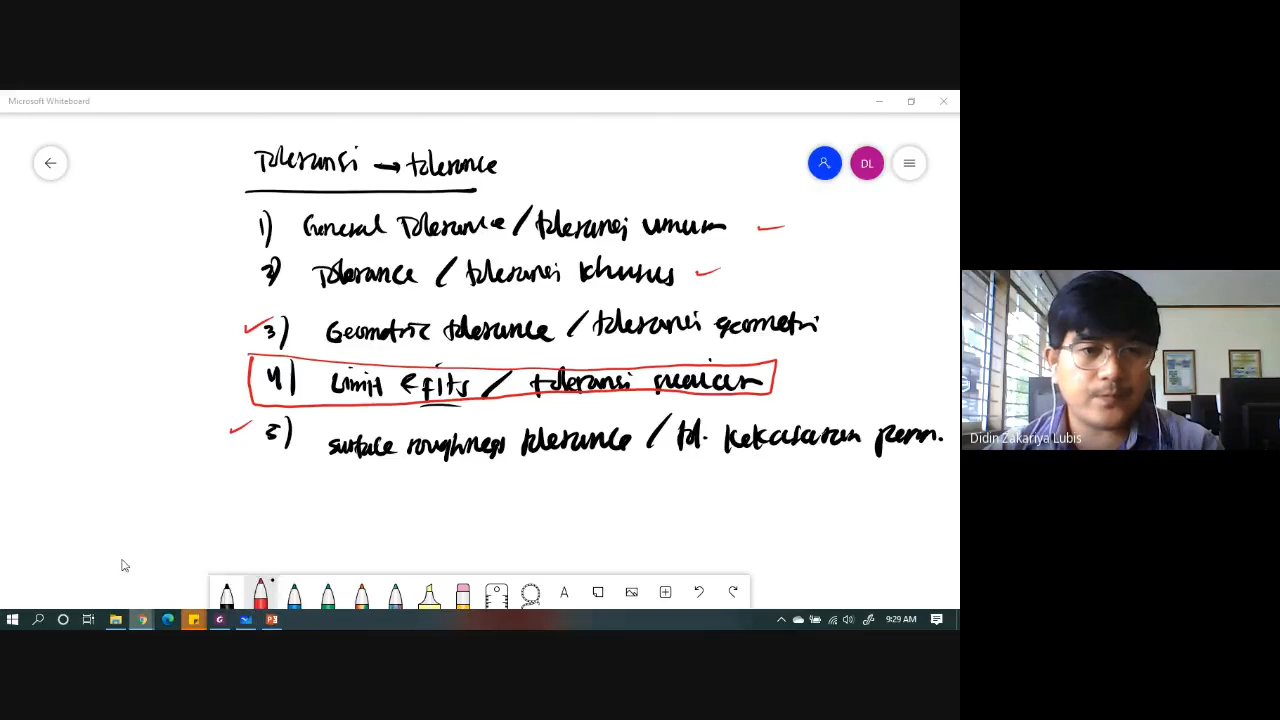 Microsoft Whiteboard
Toleransi → tolerance
DL
1) General Tolerance / toleransi umum
2) Tolerance / toleransi khusus
3) Geometric tolerance / toleransi geometri
4) Limit & fits / toleransi suaian
5) surface roughness tolerance / tol. kekasaran perm.
Didin Zakariya Lubis
A
9:29 AM